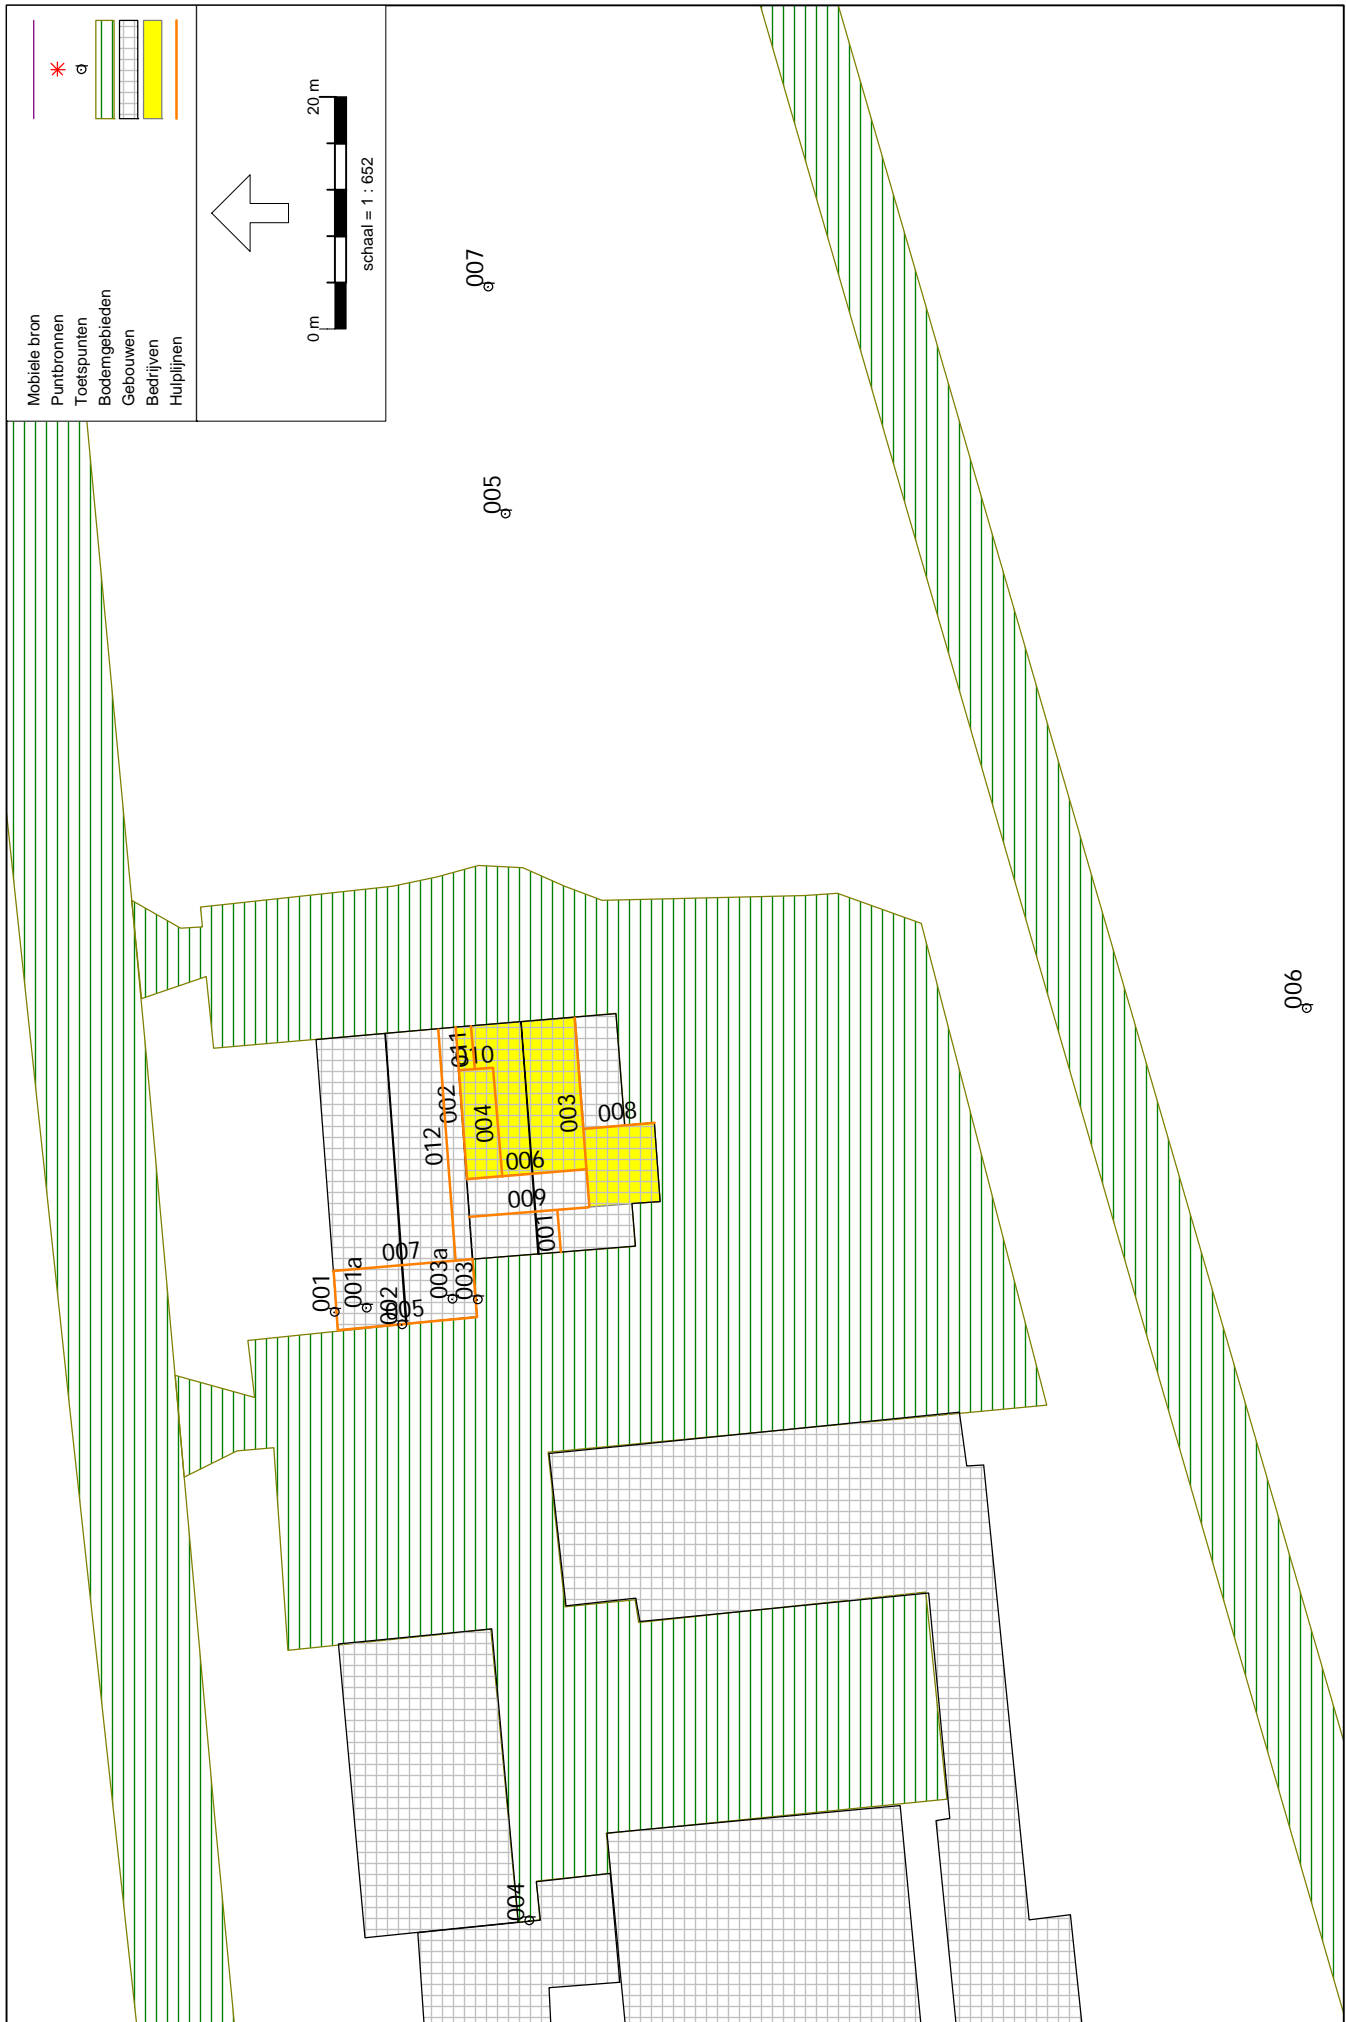 Mobiele bron
Puntbronnen
Toetspunten
Bodemgebieden
Gebouwen
Bedrijven
Hulplijnen
0 m
20 m
schaal = 1 : 652
007
005
006
011
010
002
004
003
008
012
006
009
001
007
001
001a
003a
003
002
005
004